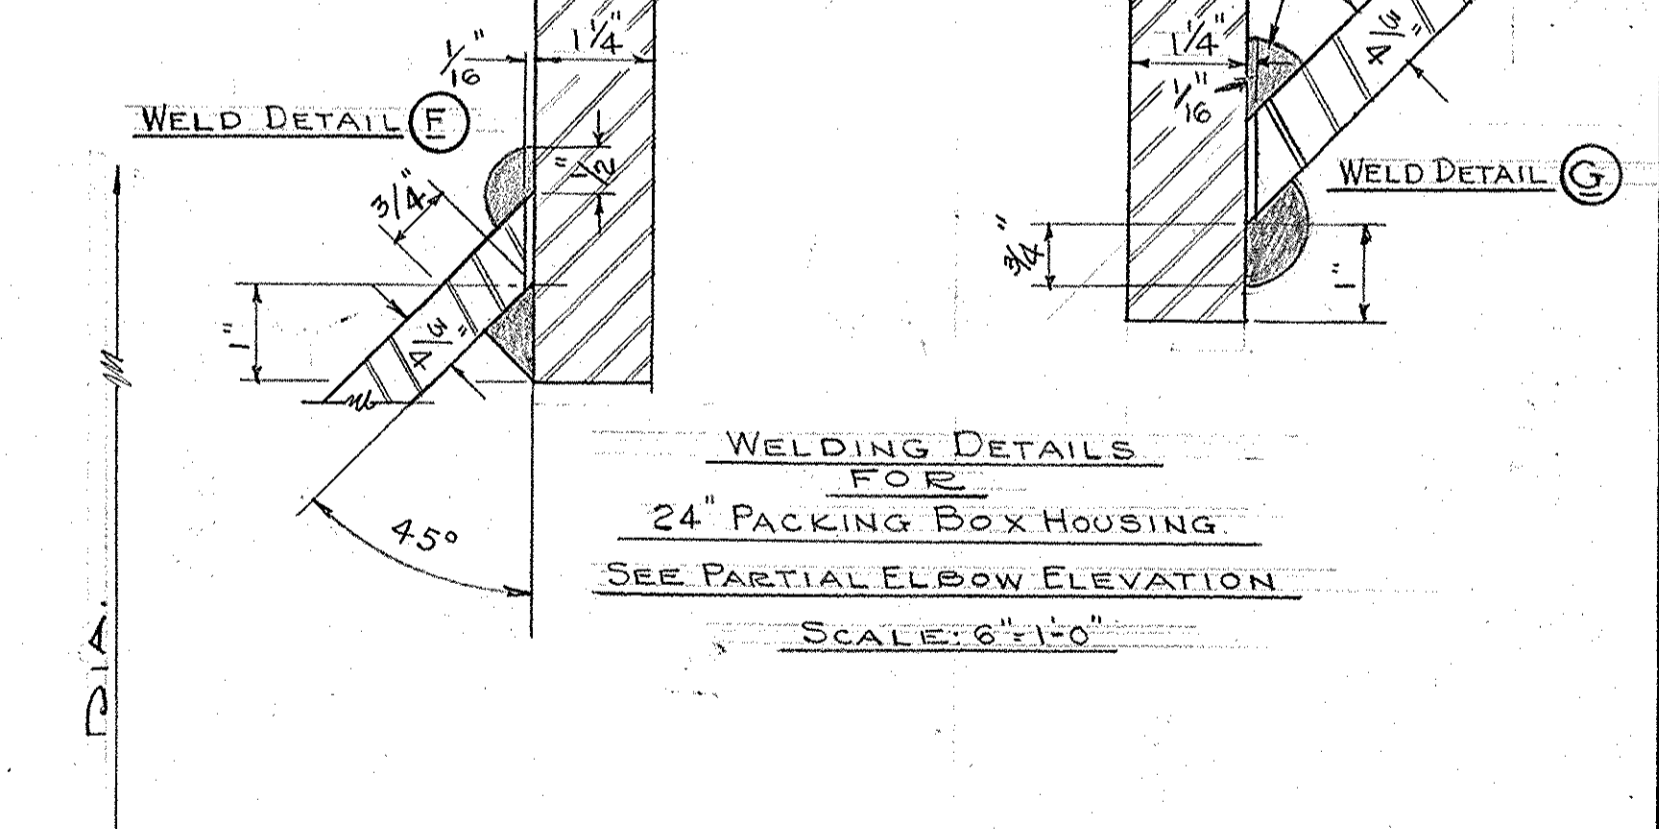 1/16"
1 1/4"
WELD DETAIL F
1/2"
3/4"
1"
3/4"
45°
DIA.
1 1/4"
1/16"
3/4"
WELD DETAIL G
3/4"
1"
WELDING DETAILS
FOR
24" PACKING BOX HOUSING.
SEE PARTIAL ELBOW ELEVATION
SCALE: 6"=1'-0"